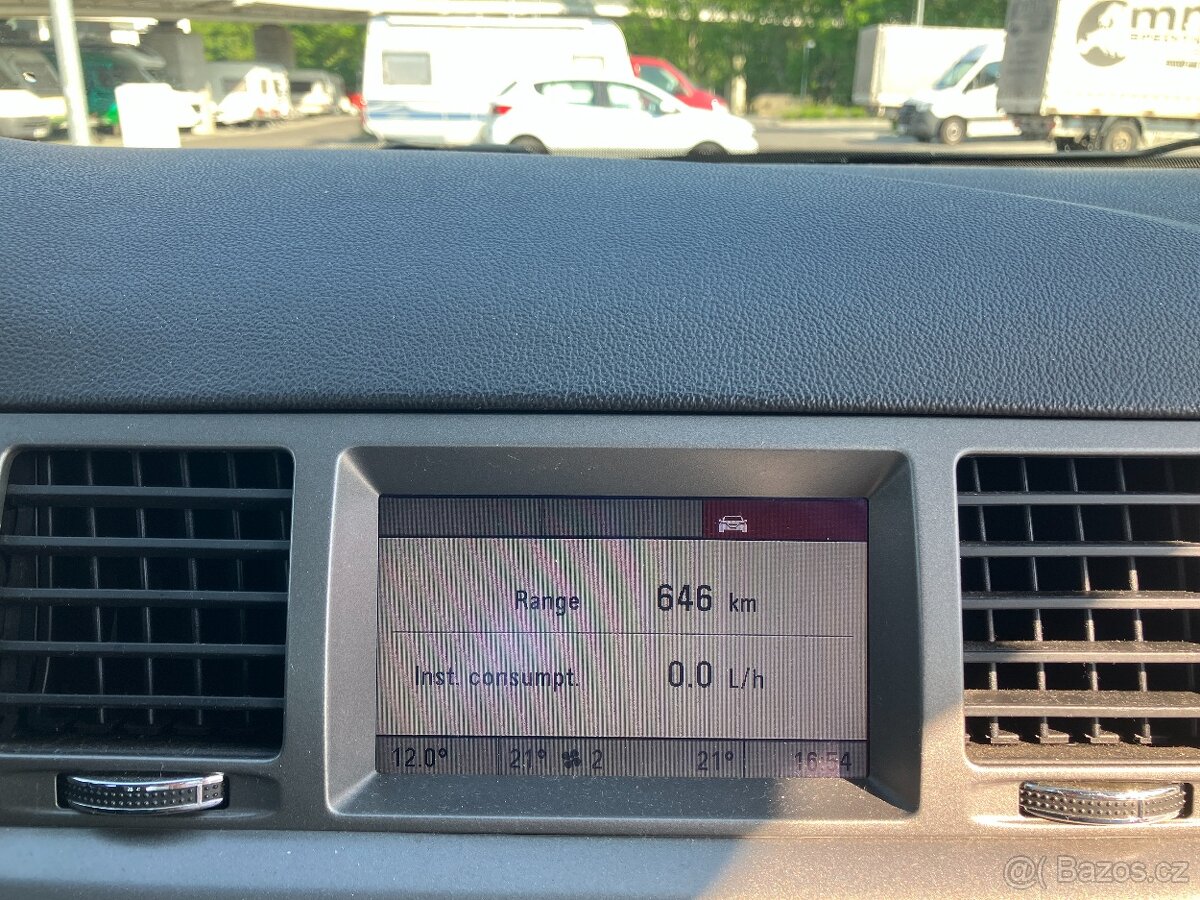 Range 646 km
Inst. consumpt. 0.0 L/h
12.0° 21° 2 21° 16:54
@( Bazos.cz